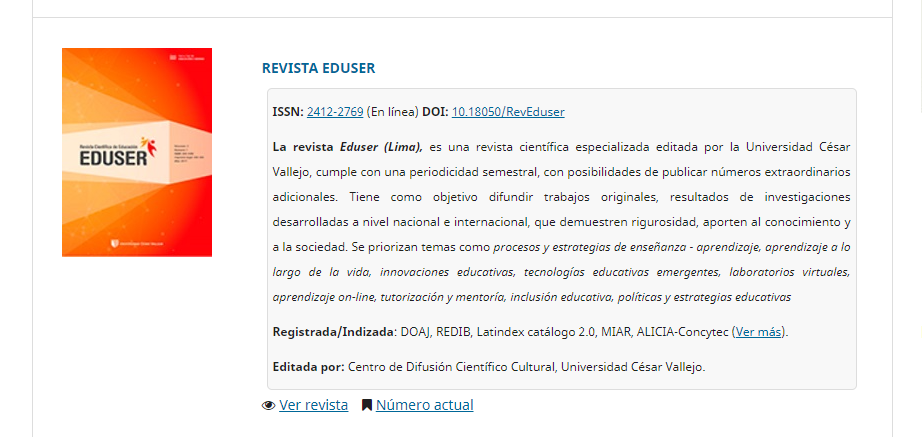 Revista Científica de Educación
EDUSER
REVISTA EDUSER
ISSN: 2412-2769 (En línea) DOI: 10.18050/RevEduser
La revista Eduser (Lima), es una revista científica especializada editada por la Universidad César
Vallejo, cumple con una periodicidad semestral, con posibilidades de publicar números extraordinarios
adicionales. Tiene como objetivo difundir trabajos originales, resultados de investigaciones
desarrolladas a nivel nacional e internacional, que demuestren rigurosidad, aporten al conocimiento y
a la sociedad. Se priorizan temas como procesos y estrategias de enseñanza - aprendizaje, aprendizaje a lo
largo de la vida, innovaciones educativas, tecnologías educativas emergentes, laboratorios virtuales,
aprendizaje on-line, tutorización y mentoría, inclusión educativa, políticas y estrategias educativas
Registrada/Indizada: DOAJ, REDIB, Latindex catálogo 2.0, MIAR, ALICIA-Concytec (Ver más).
Editada por: Centro de Difusión Científico Cultural, Universidad César Vallejo.
Ver revista Número actual